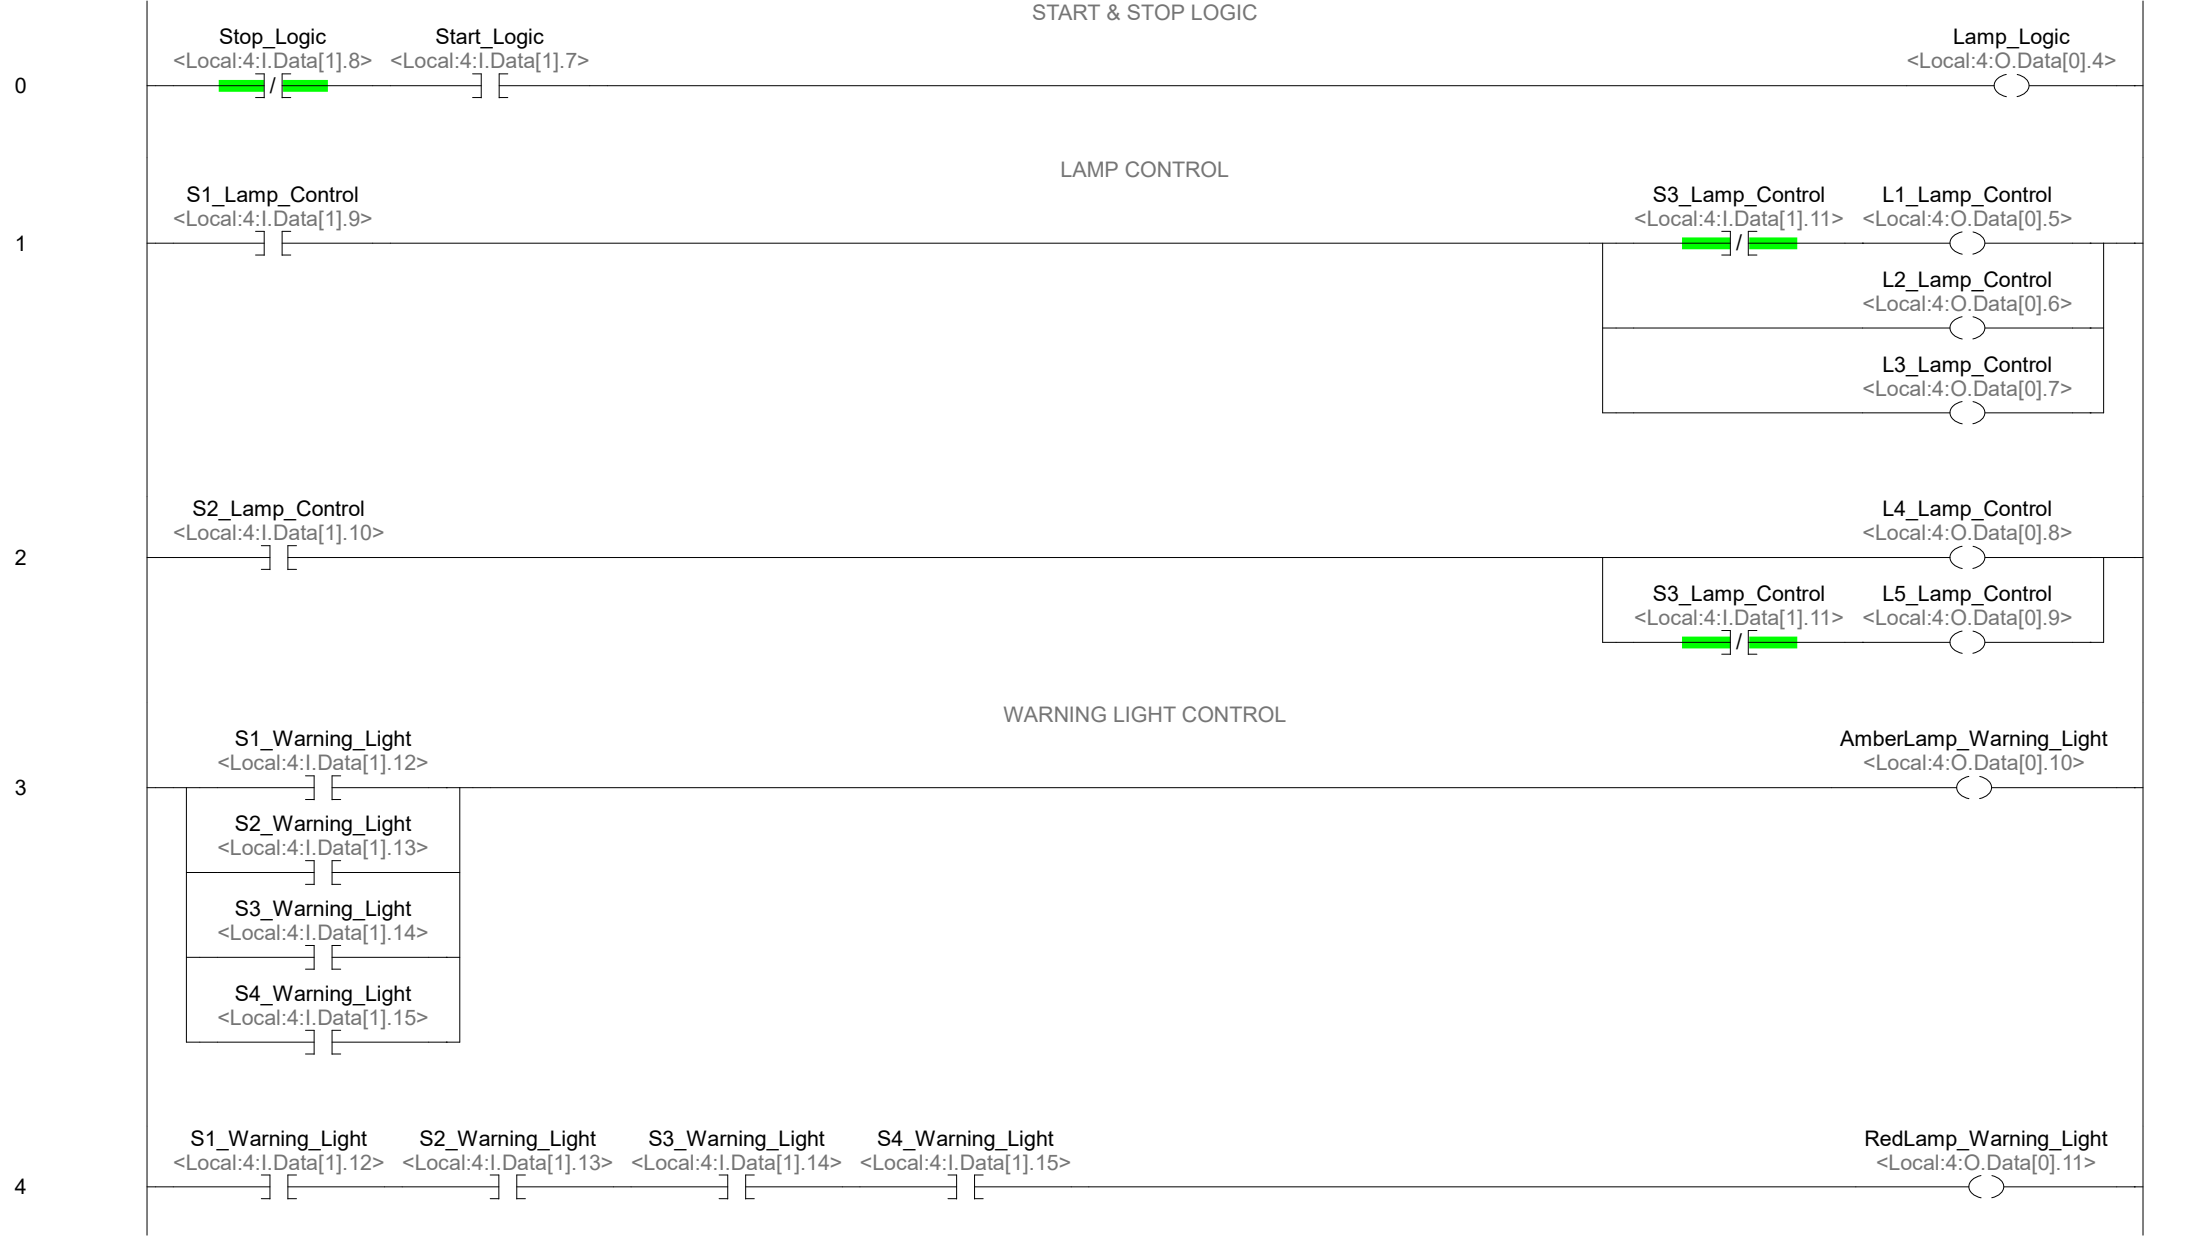 START & STOP LOGIC
Stop_Logic
<Local:4:I.Data[1].8>
Start_Logic
<Local:4:I.Data[1].7>
Lamp_Logic
<Local:4:O.Data[0].4>
0
LAMP CONTROL
S1_Lamp_Control
<Local:4:I.Data[1].9>
S3_Lamp_Control
<Local:4:I.Data[1].11>
L1_Lamp_Control
<Local:4:O.Data[0].5>
1
/
L2_Lamp_Control
<Local:4:O.Data[0].6>
L3_Lamp_Control
<Local:4:O.Data[0].7>
S2_Lamp_Control
<Local:4:I.Data[1].10>
L4_Lamp_Control
<Local:4:O.Data[0].8>
2
S3_Lamp_Control
<Local:4:I.Data[1].11>
L5_Lamp_Control
<Local:4:O.Data[0].9>
WARNING LIGHT CONTROL
S1_Warning_Light
<Local:4:I.Data[1].12>
AmberLamp_Warning_Light
<Local:4:O.Data[0].10>
3
S2_Warning_Light
<Local:4:I.Data[1].13>
S3_Warning_Light
<Local:4:I.Data[1].14>
S4_Warning_Light
<Local:4:I.Data[1].15>
S1_Warning_Light
<Local:4:I.Data[1].12>
S2_Warning_Light
<Local:4:I.Data[1].13>
S3_Warning_Light
<Local:4:I.Data[1].14>
S4_Warning_Light
<Local:4:I.Data[1].15>
RedLamp_Warning_Light
<Local:4:O.Data[0].11>
4